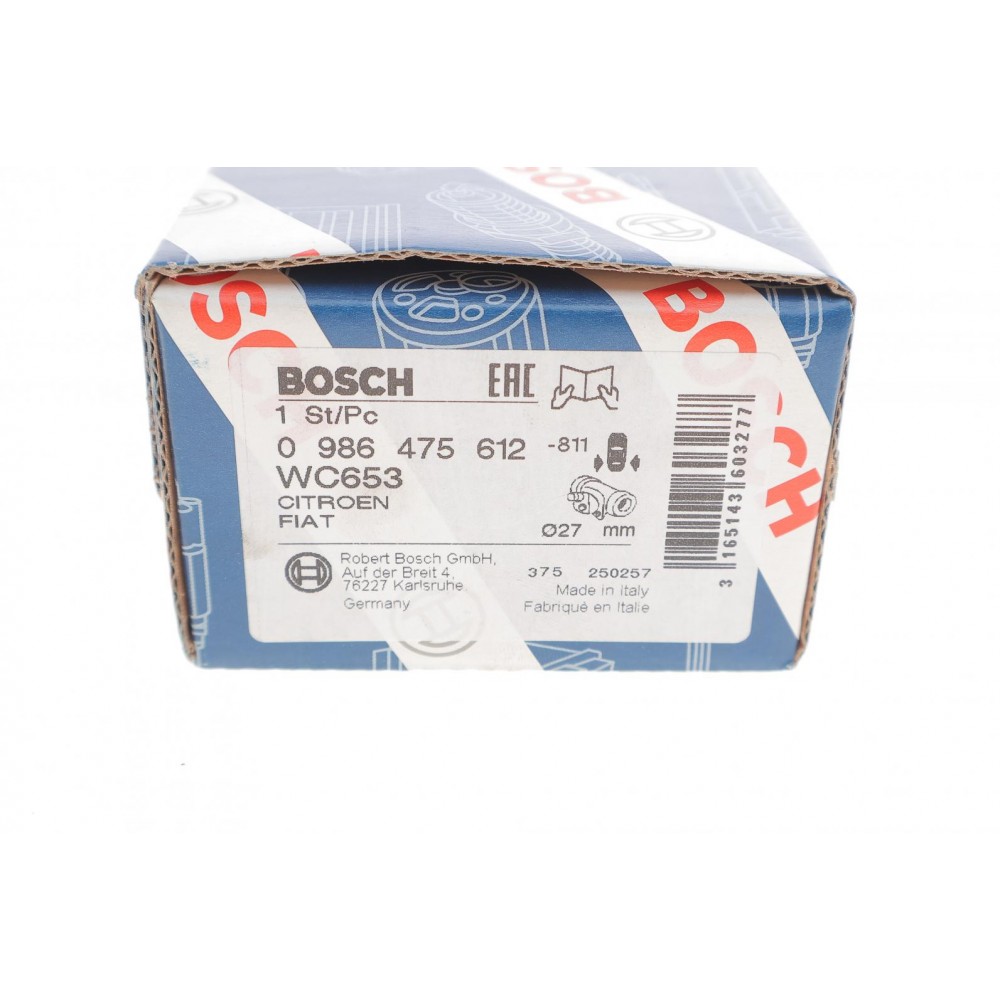 BOSCH
BOSC
BOSCH
BOSCH EAC
1 St/Pc
0 986 475 612 -811
WC653
CITROEN
FIAT
Ø27 mm
Robert Bosch GmbH,
Auf der Breit 4,
76227 Karlsruhe
Germany
375 250257
Made in Italy
Fabriqué en Italie
3 165143 603277